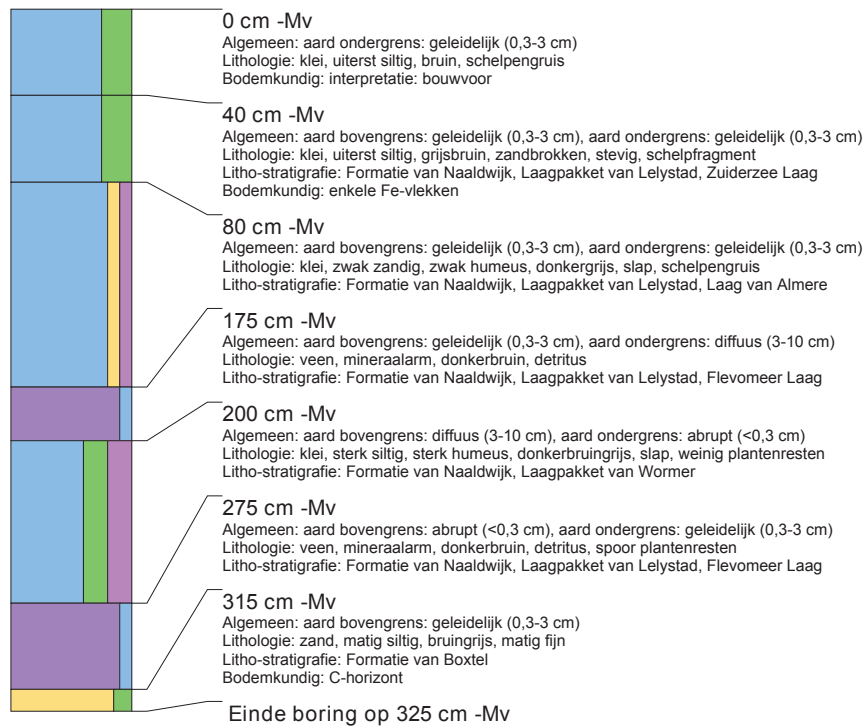 0 cm -Mv
Algemeen: aard ondergrens: geleidelijk (0,3-3 cm)
Lithologie: klei, uiterst siltig, bruin, schelpengruis
Bodemkundig: interpretatie: bouwvoor
40 cm -Mv
Algemeen: aard bovengrens: geleidelijk (0,3-3 cm), aard ondergrens: geleidelijk (0,3-3 cm)
Lithologie: klei, uiterst siltig, grijsbruin, zandbrokken, stevig, schelpfragment
Litho-stratigrafie: Formatie van Naaldwijk, Laagpakket van Lelystad, Zuiderzee Laag
Bodemkundig: enkele Fe-vlekken
80 cm -Mv
Algemeen: aard bovengrens: geleidelijk (0,3-3 cm), aard ondergrens: geleidelijk (0,3-3 cm)
Lithologie: klei, zwak zandig, zwak humeus, donkergrijs, slap, schelpengruis
Litho-stratigrafie: Formatie van Naaldwijk, Laagpakket van Lelystad, Laag van Almere
175 cm -Mv
Algemeen: aard bovengrens: geleidelijk (0,3-3 cm), aard ondergrens: diffuus (3-10 cm)
Lithologie: veen, mineraalarm, donkerbruin, detritus
Litho-stratigrafie: Formatie van Naaldwijk, Laagpakket van Lelystad, Flevomeer Laag
200 cm -Mv
Algemeen: aard bovengrens: diffuus (3-10 cm), aard ondergrens: abrupt (<0,3 cm)
Lithologie: klei, sterk siltig, sterk humeus, donkerbruingrijs, slap, weinig plantenresten
Litho-stratigrafie: Formatie van Naaldwijk, Laagpakket van Wormer
275 cm -Mv
Algemeen: aard bovengrens: abrupt (<0,3 cm), aard ondergrens: geleidelijk (0,3-3 cm)
Lithologie: veen, mineraalarm, donkerbruin, detritus, spoor plantenresten
Litho-stratigrafie: Formatie van Naaldwijk, Laagpakket van Lelystad, Flevomeer Laag
315 cm -Mv
Algemeen: aard bovengrens: geleidelijk (0,3-3 cm)
Lithologie: zand, matig siltig, bruingrijs, matig fijn
Litho-stratigrafie: Formatie van Boxtel
Bodemkundig: C-horizont
Einde boring op 325 cm -Mv